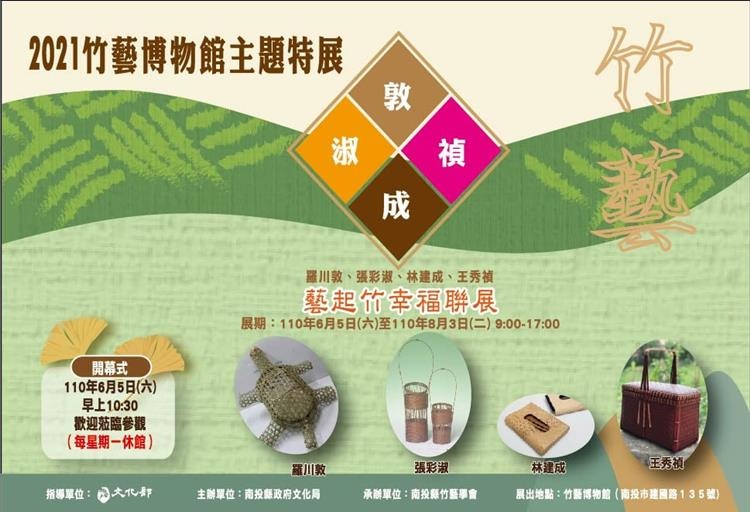 2021竹藝博物館主題特展
竹藝
敦
淑
禎
成
羅川敦、張彩淑、林建成、王秀禎
藝起竹幸福聯展
展期：110年6月5日(六)至110年8月3日(二) 9:00-17:00
開幕式
110年6月5日(六)
早上10:30
歡迎蒞臨參觀
(每星期一休館)
羅川敦
張彩淑
林建成
王秀禎
指導單位：文化部
主辦單位：南投縣政府文化局
承辦單位：南投縣竹藝學會
展出地點：竹藝博物館（南投市建國路１３５號）